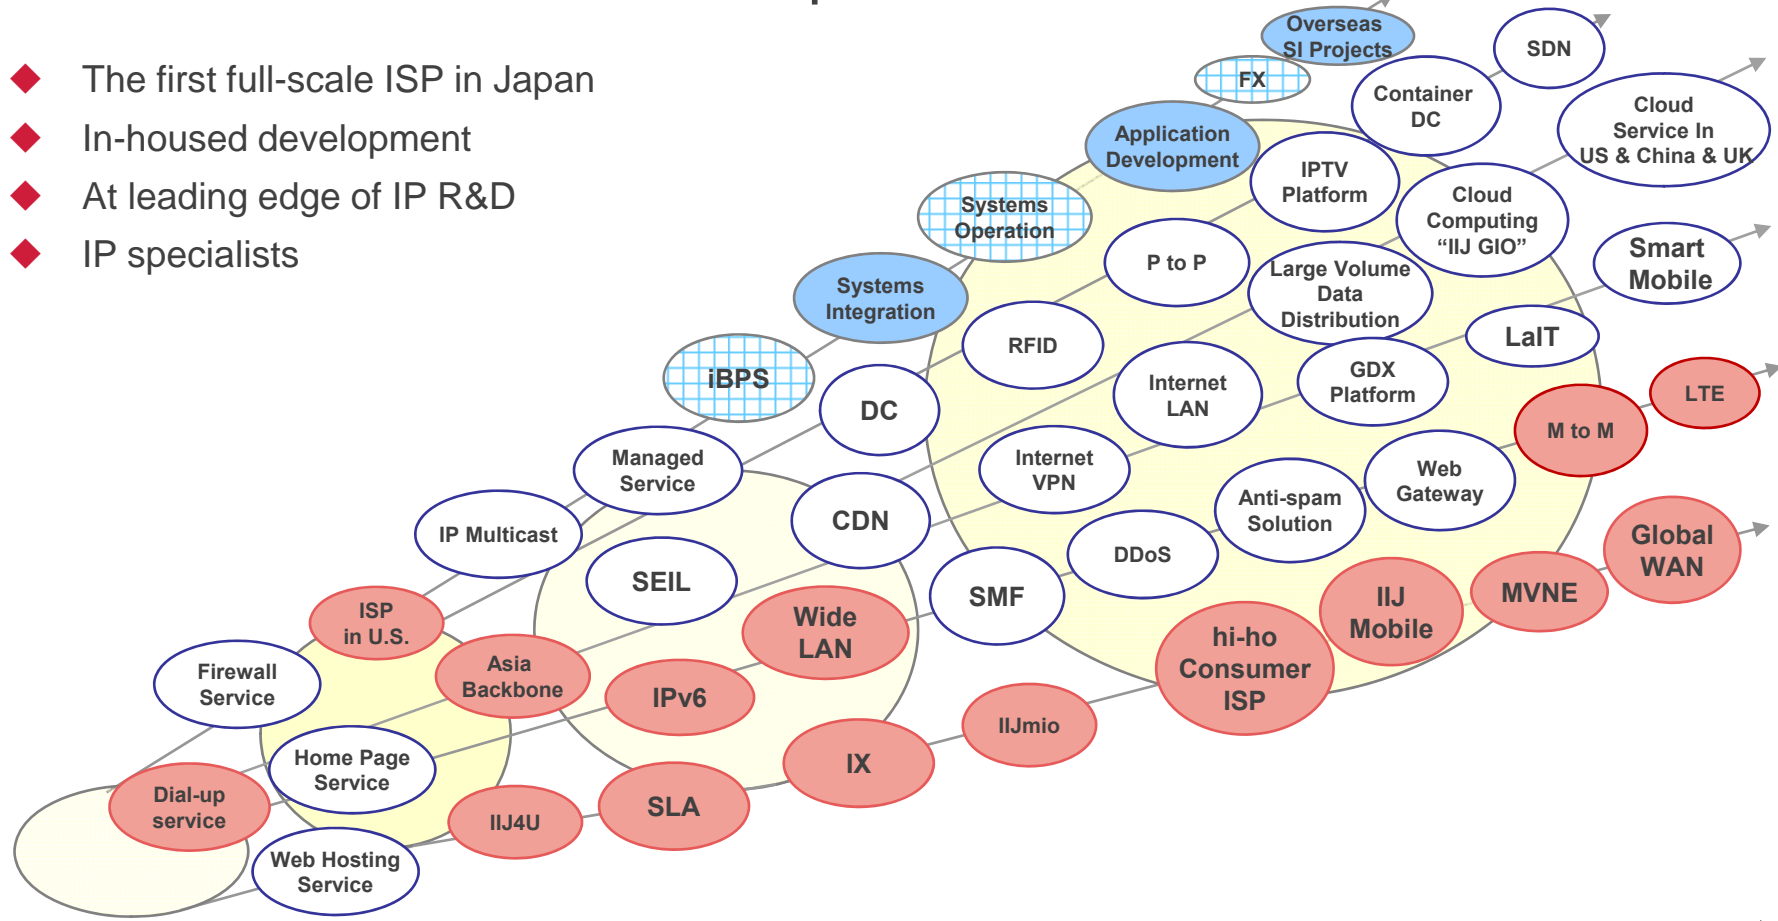 The first full-scale ISP in Japan
In-housed development
At leading edge of IP R&D
IP specialists
Overseas
SI Projects
SDN
FX
Container
DC
Cloud
Service In
US & China & UK
Application
Development
IPTV
Platform
Cloud
Computing
“IIJ GIO”
Systems
Operation
P to P
Large Volume
Data
Distribution
Smart
Mobile
Systems
Integration
RFID
LaIT
iBPS
DC
Internet
LAN
GDX
Platform
M to M
LTE
Managed
Service
Internet
VPN
Web
Gateway
Anti-spam
Solution
IP Multicast
CDN
DDoS
Global
WAN
SEIL
SMF
IIJ
Mobile
MVNE
ISP
in U.S.
Wide
LAN
hi-ho
Consumer
ISP
Firewall
Service
Asia
Backbone
IPv6
IIJmio
Home Page
Service
IX
Dial-up
service
IIJ4U
SLA
Web Hosting
Service